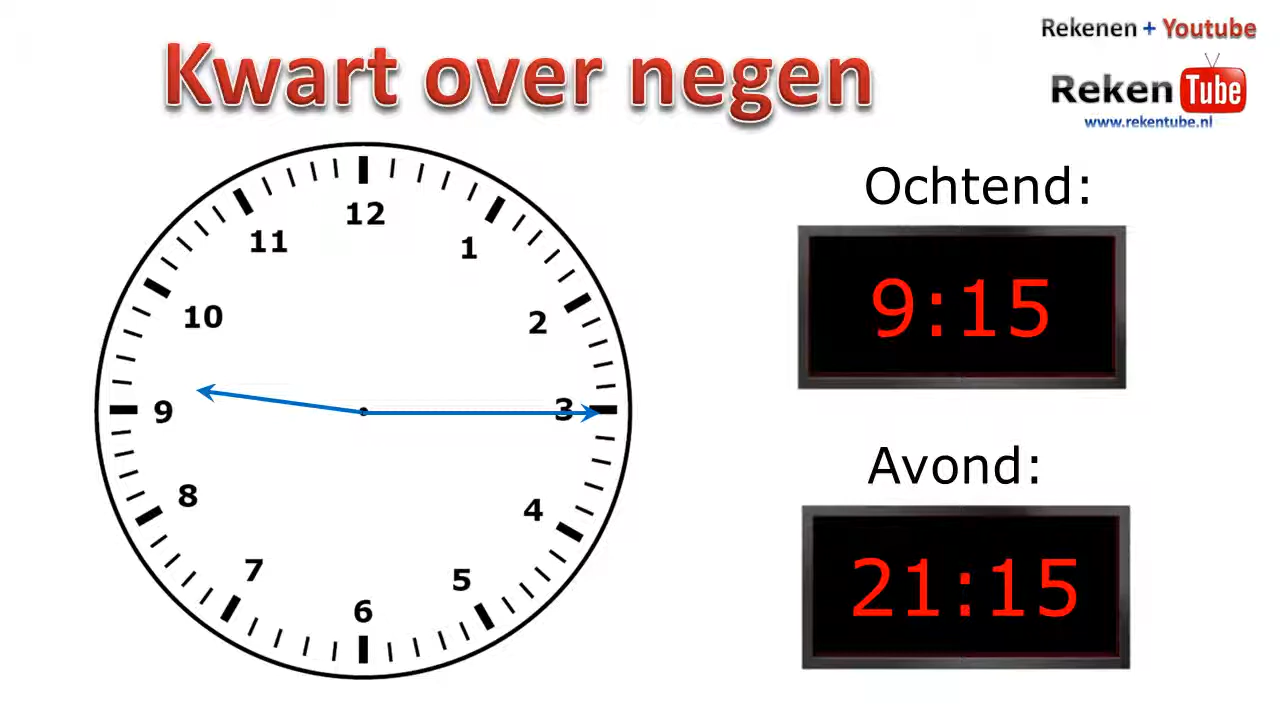 Kwart over negen
Rekenen + Youtube
Reken Tube
www.rekentube.nl
12
11
1
10
2
9
3
8
4
7
5
6
Ochtend:
9:15
Avond:
21:15